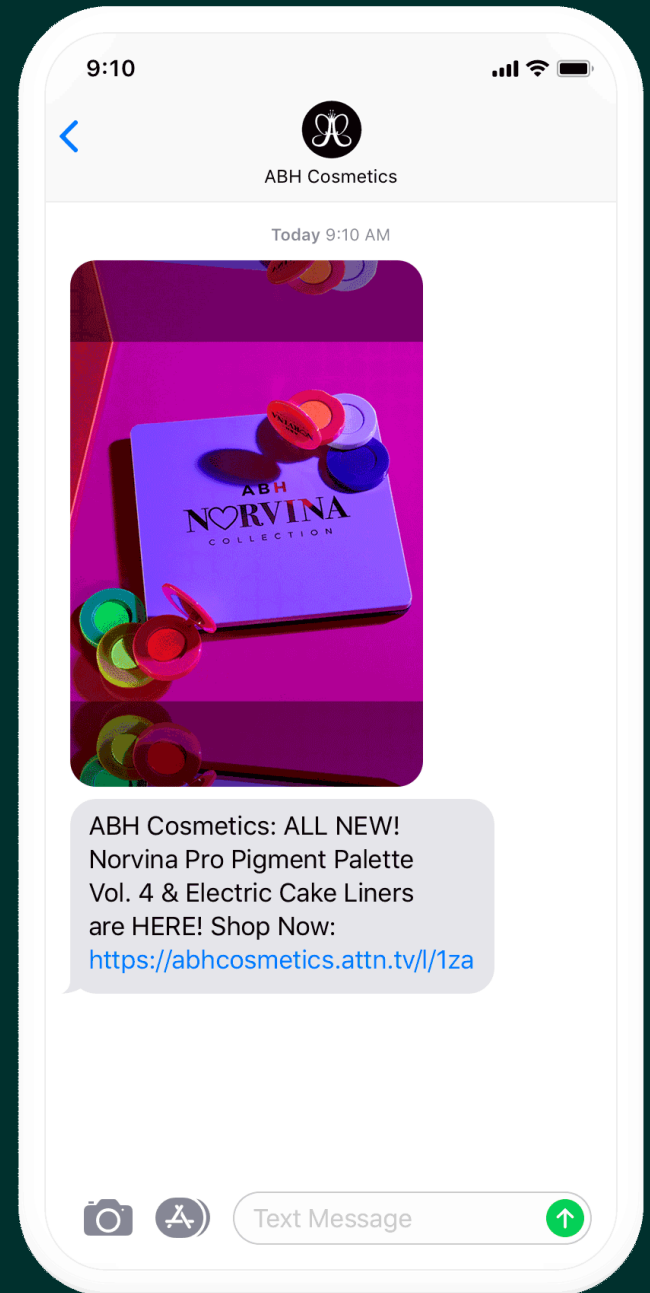 9:10
ABH Cosmetics
Today 9:10 AM
ABH
NORVINA
COLLECTION
ABH Cosmetics: ALL NEW!
Norvina Pro Pigment Palette
Vol. 4 & Electric Cake Liners
are HERE! Shop Now:
https://abhcosmetics.attn.tv/l/1za
Text Message